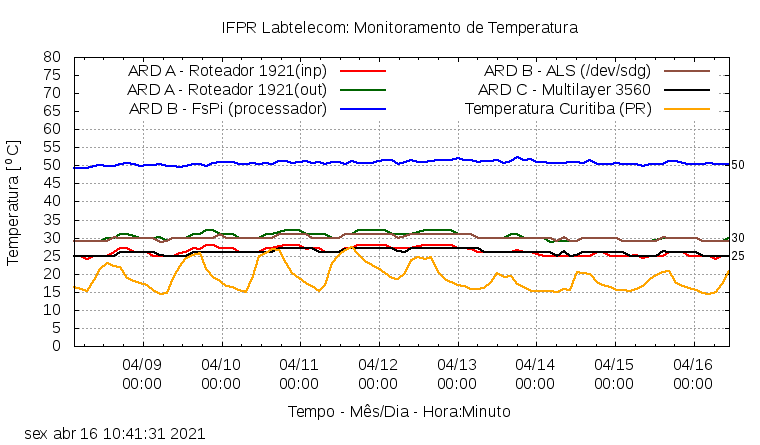 IFPR Labtelecom: Monitoramento de Temperatura
80
75
70
65
60
55
50
45
40
35
30
25
20
15
10
5
0
Temperatura [ºC]
ARD A - Roteador 1921(inp)
ARD A - Roteador 1921(out)
ARD B - FsPi (processador)
ARD B - ALS (/dev/sdg)
ARD C - Multilayer 3560
Temperatura Curitiba (PR)
50
30
25
04/09 04/10 04/11 04/12 04/13 04/14 04/15 04/16
00:00 00:00 00:00 00:00 00:00 00:00 00:00 00:00
Tempo - Mês/Dia - Hora:Minuto
sex abr 16 10:41:31 2021